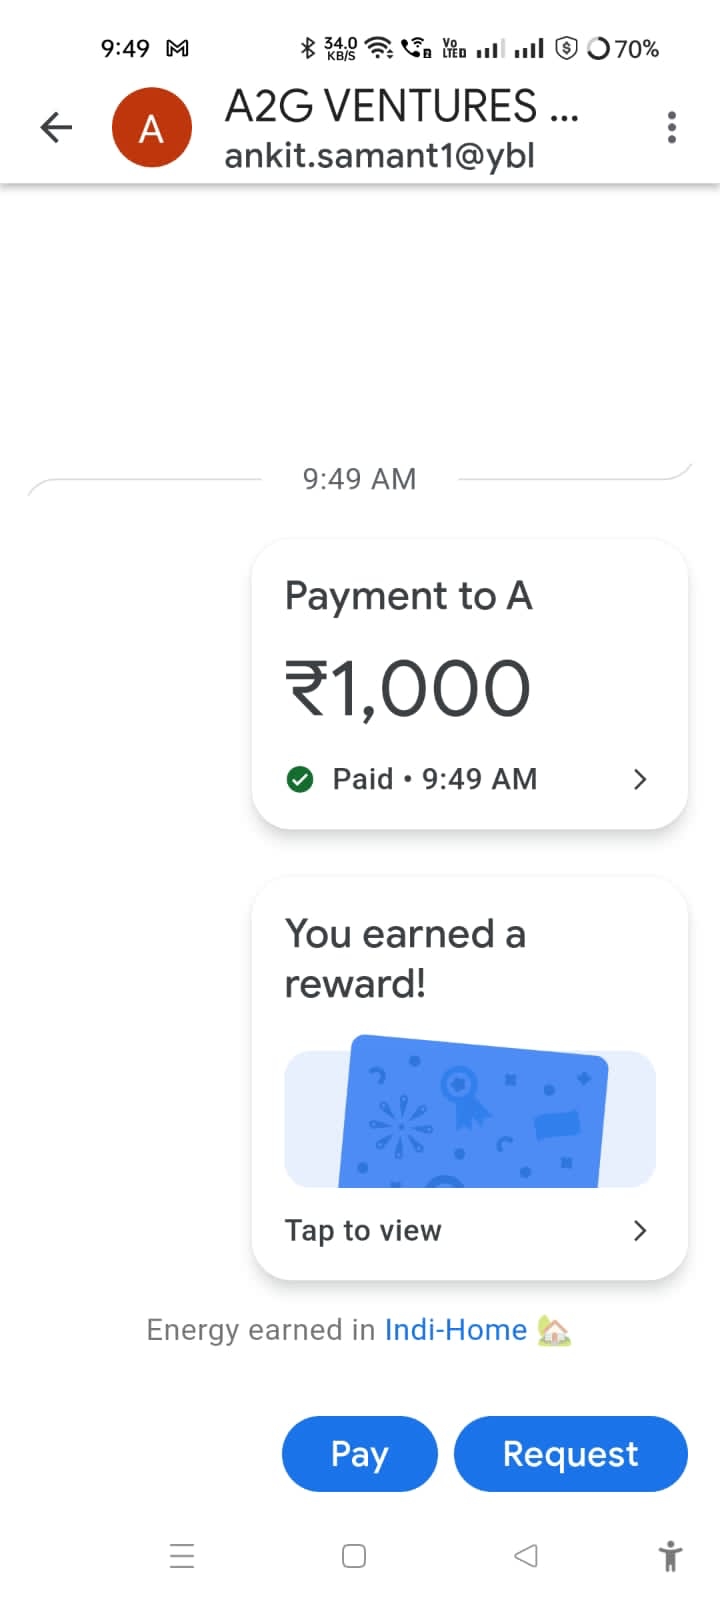 9:49
34.0
KB/S
Vo
LTED
70%
A
A2G VENTURES ...
ankit.samant1@ybl
9:49 AM
Payment to A
₹1,000
Paid • 9:49 AM
You earned a
reward!
Tap to view
Energy earned in Indi-Home 🏡
Pay
Request